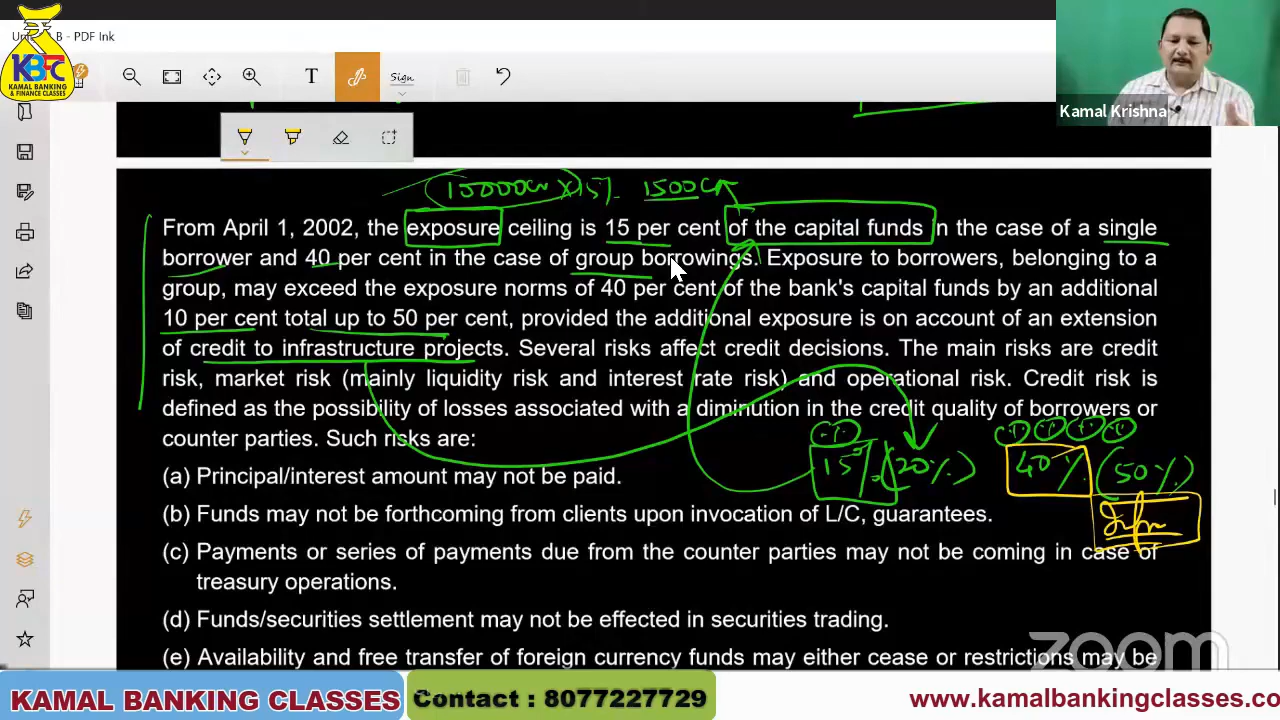 B - PDF Ink
KBFC
KAMAL BANKING
& FINANCE CLASSES
T
Sign
Kamal Krishna
15% 1500Cr
From April 1, 2002, the exposure ceiling is 15 per cent of the capital funds n the case of a single
borrower and 40 per cent in the case of group borrowings. Exposure to borrowers, belonging to a
group, may exceed the exposure norms of 40 per cent of the bank's capital funds by an additional
10 per cent total up to 50 per cent, provided the additional exposure is on account of an extension
of credit to infrastructure projects. Several risks affect credit decisions. The main risks are credit
risk, market risk (mainly liquidity risk and interest rate risk) and operational risk. Credit risk is
defined as the possibility of losses associated with a diminution in the credit quality of borrowers or
counter parties. Such risks are:
15% (20%) 40% (50%)
(a) Principal/interest amount may not be paid.
(b) Funds may not be forthcoming from clients upon invocation of L/C, guarantees.
(c) Payments or series of payments due from the counter parties may not be coming in case of
treasury operations.
(d) Funds/securities settlement may not be effected in securities trading.
(e) Availability and free transfer of foreign currency funds may either cease or restrictions may be
zoom
KAMAL BANKING CLASSES
Contact : 8077227729
www.kamalbankingclasses.co